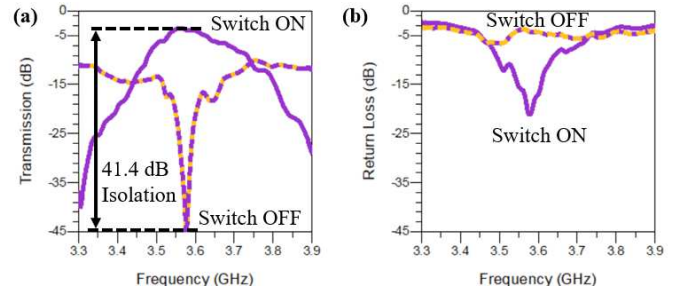 (a)
5
-5
-15
-25
-35
-45
Transmission (dB)
Switch ON
41.4 dB
Isolation
Switch OFF
3.3 3.4 3.5 3.6 3.7 3.8 3.9
Frequency (GHz)
(b)
5
-5
-15
-25
-35
-45
Return Loss (dB)
Switch OFF
Switch ON
3.3 3.4 3.5 3.6 3.7 3.8 3.9
Frequency (GHz)